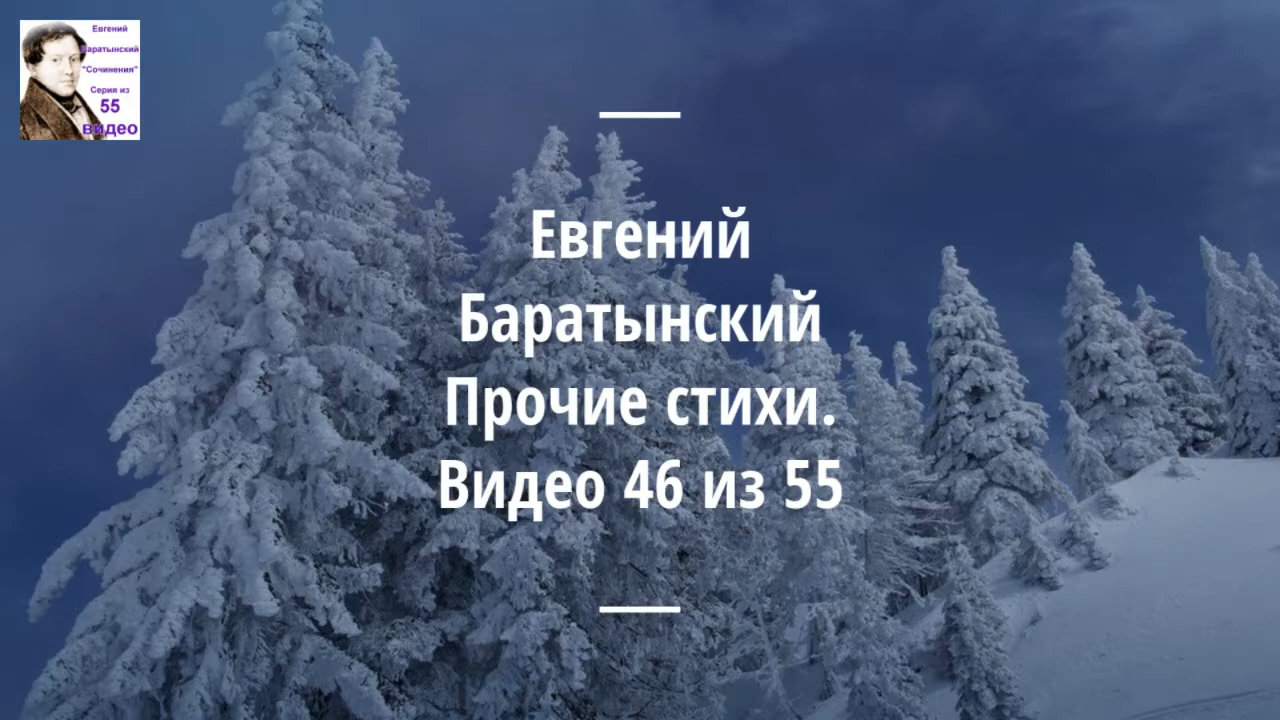 Евгений
Баратынский
"Сочинения"
Серия из
55
видео
Евгений
Баратынский
Прочие стихи.
Видео 46 из 55